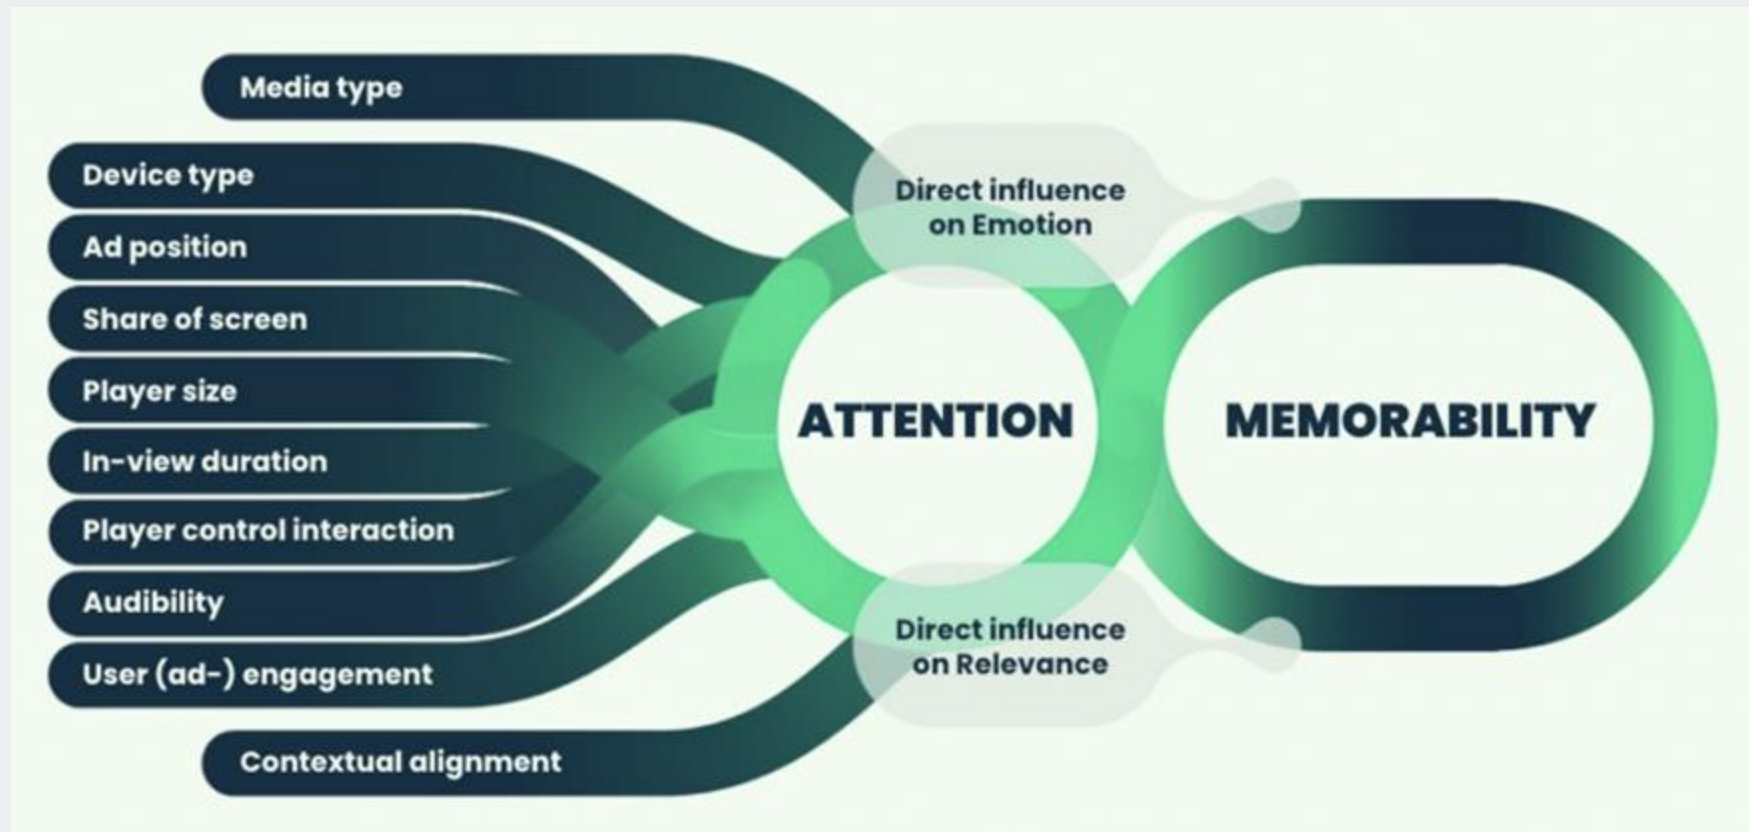 Media type
Device type
Ad position
Share of screen
Player size
In-view duration
Player control interaction
Audibility
User (ad-) engagement
Contextual alignment
Direct influence
on Emotion
ATTENTION
MEMORABILITY
Direct influence
on Relevance